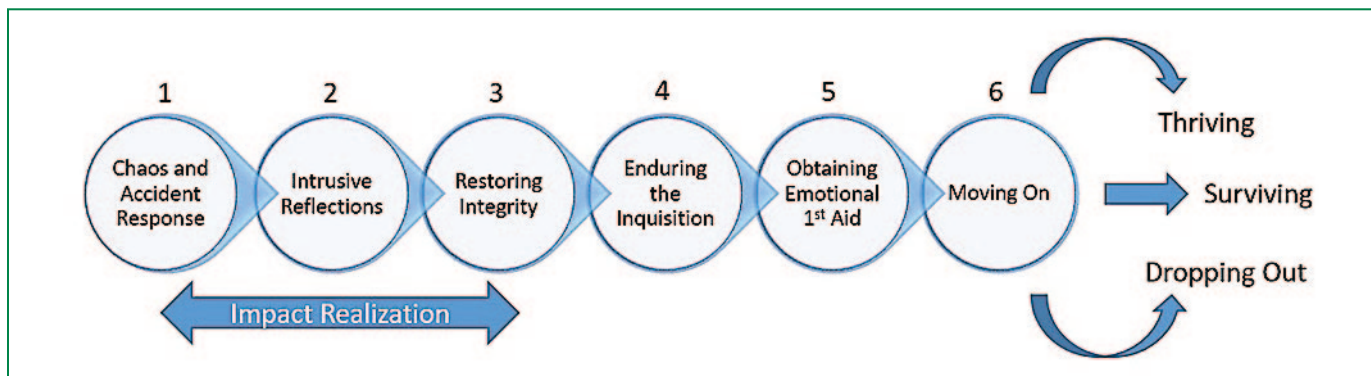 1
2
3
4
5
6
Chaos and
Accident
Response
Intrusive
Reflections
Restoring
Integrity
Enduring
the
Inquisition
Obtaining
Emotional
1st Aid
Moving On
Thriving
Surviving
Dropping Out
Impact Realization